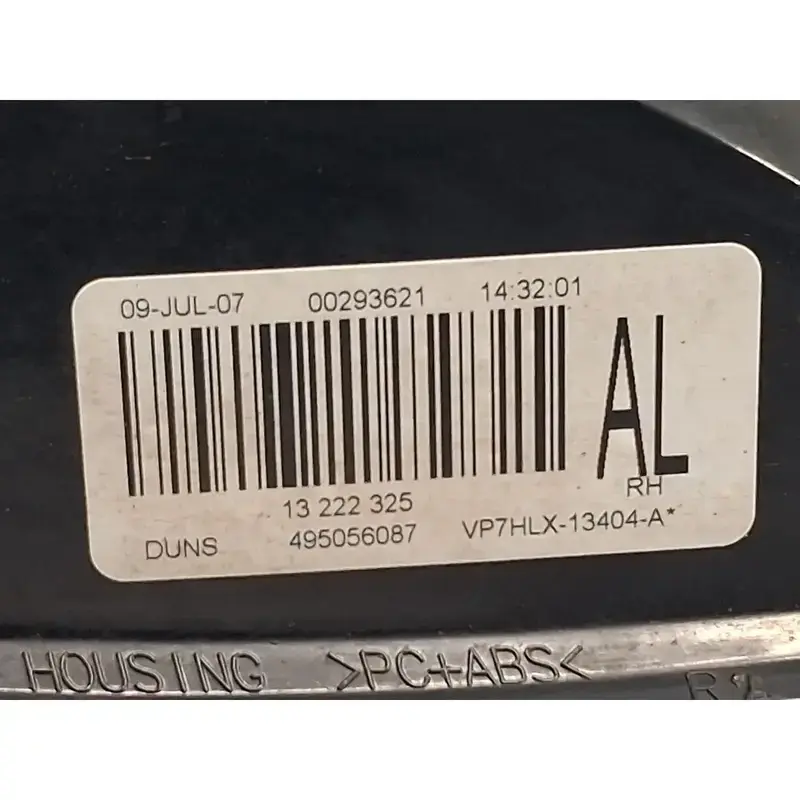 09-JUL-07 00293621 14:32:01
AL
RH
13 222 325
DUNS 495056087 VP7HLX-13404-A*
HOUSING >PC+ABS<